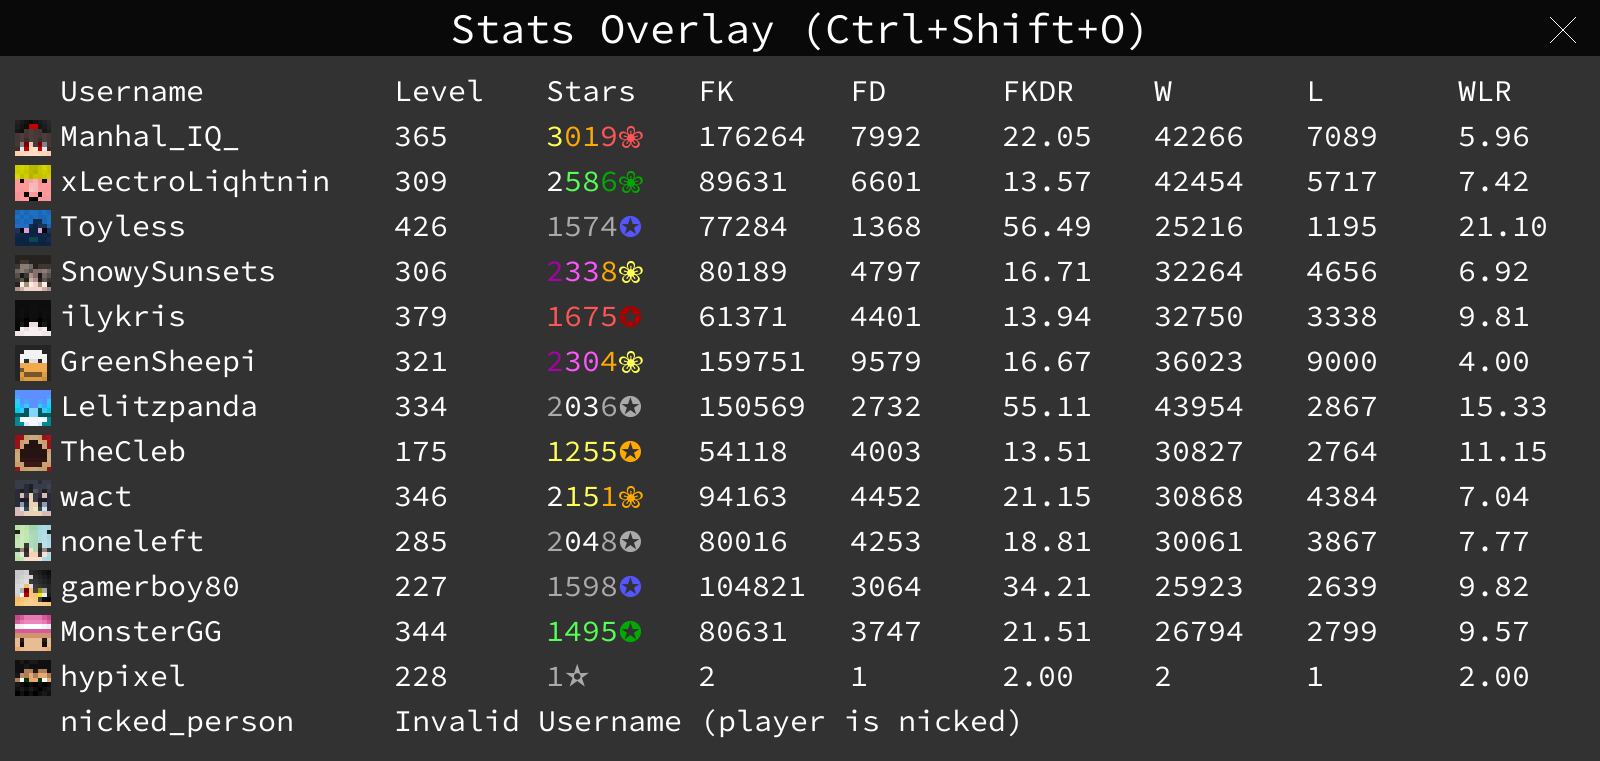 Stats Overlay (Ctrl+Shift+O)
Username Level Stars FK FD FKDR W L WLR
Manhal_IQ_ 365 3019❀ 176264 7992 22.05 42266 7089 5.96
xLectroLiqhtnin 309 2586❀ 89631 6601 13.57 42454 5717 7.42
Toyless 426 1574✪ 77284 1368 56.49 25216 1195 21.10
SnowySunsets 306 2338❀ 80189 4797 16.71 32264 4656 6.92
ilykris 379 1675✪ 61371 4401 13.94 32750 3338 9.81
GreenSheepi 321 2304❀ 159751 9579 16.67 36023 9000 4.00
Lelitzpanda 334 2036✪ 150569 2732 55.11 43954 2867 15.33
TheCleb 175 1255✪ 54118 4003 13.51 30827 2764 11.15
wact 346 2151❀ 94163 4452 21.15 30868 4384 7.04
noneleft 285 2048✪ 80016 4253 18.81 30061 3867 7.77
gamerboy80 227 1598✪ 104821 3064 34.21 25923 2639 9.82
MonsterGG 344 1495✪ 80631 3747 21.51 26794 2799 9.57
hypixel 228 1☆ 2 1 2.00 2 1 2.00
nicked_person Invalid Username (player is nicked)